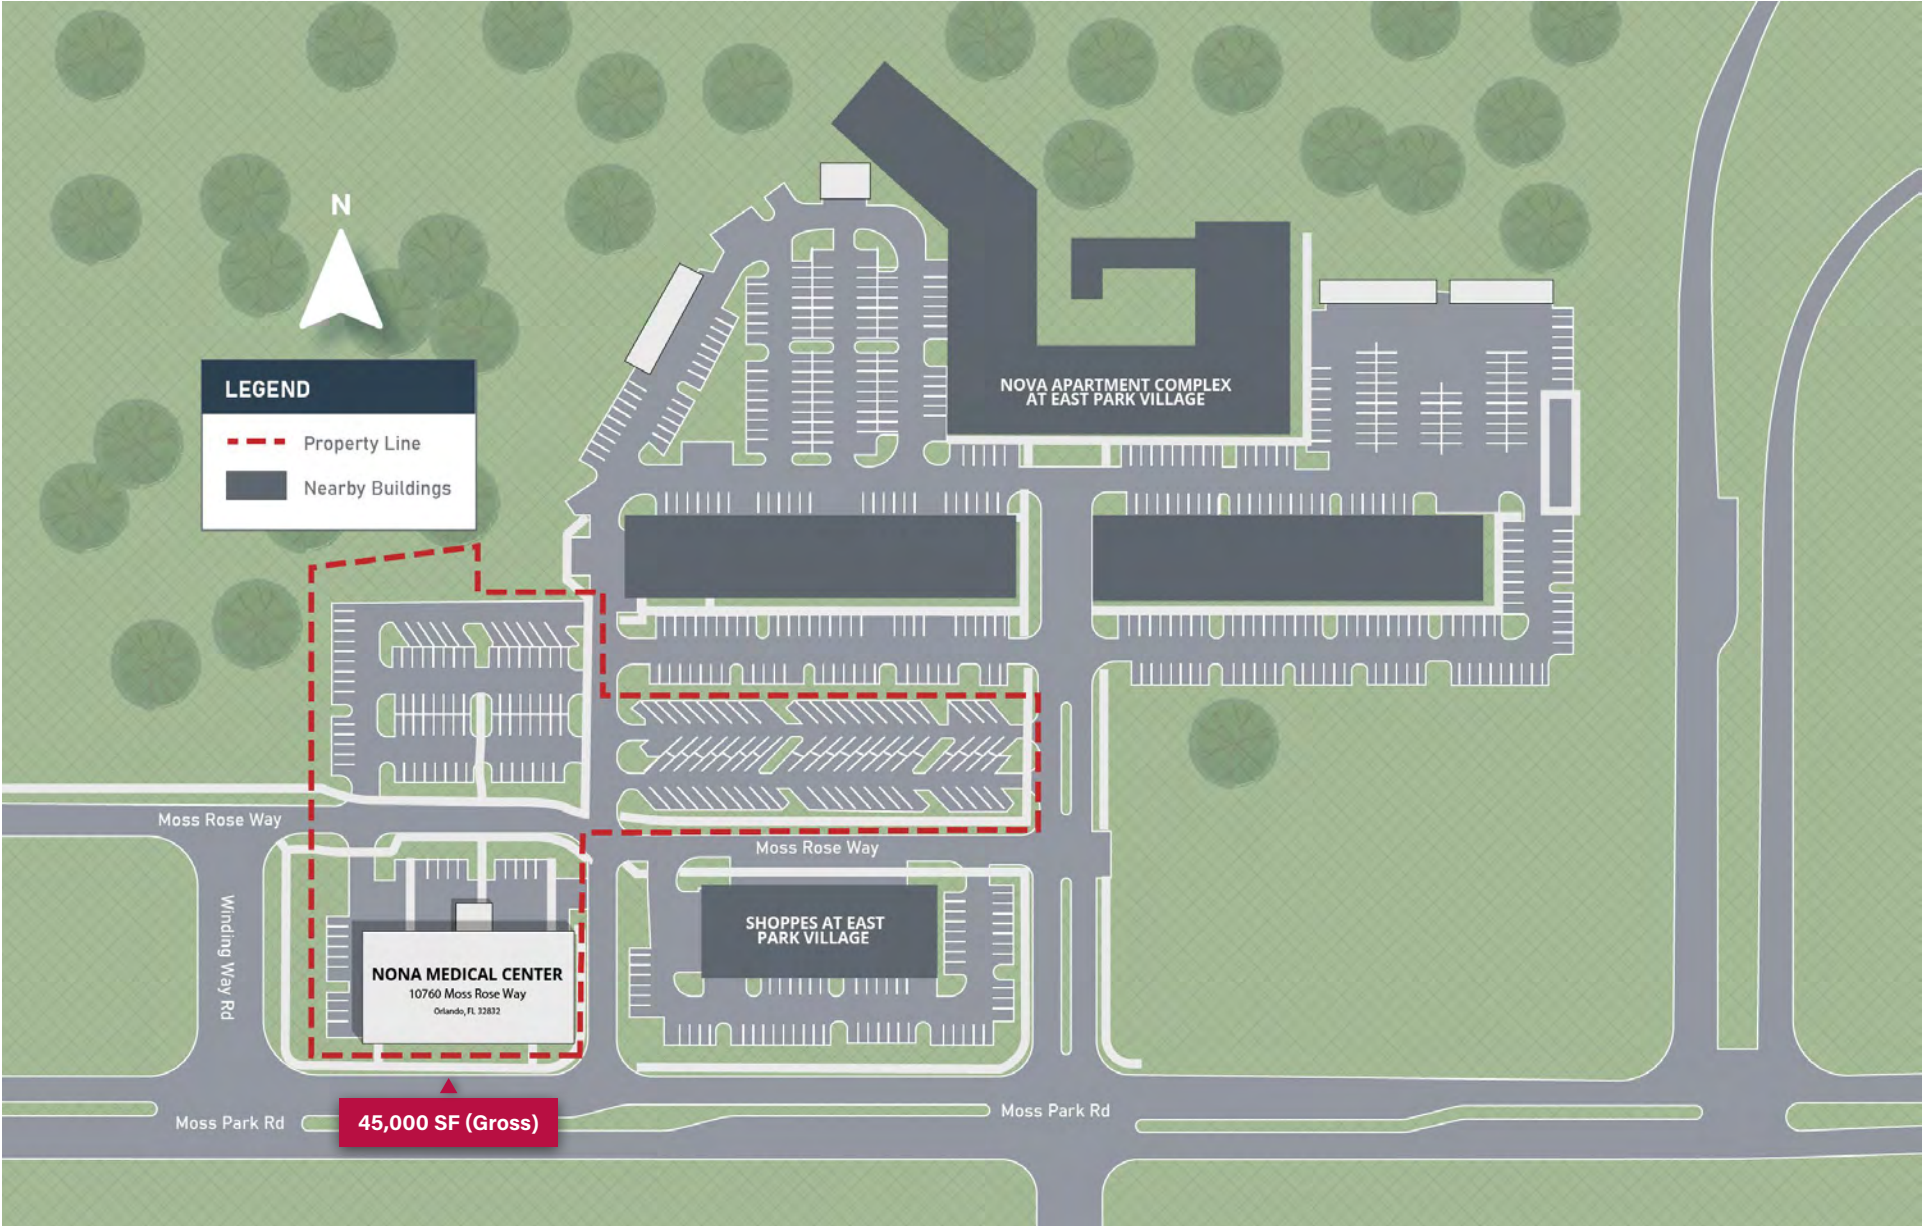 N
LEGEND
Property Line
Nearby Buildings
NOVA APARTMENT COMPLEX
AT EAST PARK VILLAGE
Moss Rose Way
Moss Rose Way
Winding Way Rd
SHOPPES AT EAST
PARK VILLAGE
NONA MEDICAL CENTER
10760 Moss Rose Way
Orlando, FL 32832
Moss Park Rd
45,000 SF (Gross)
Moss Park Rd